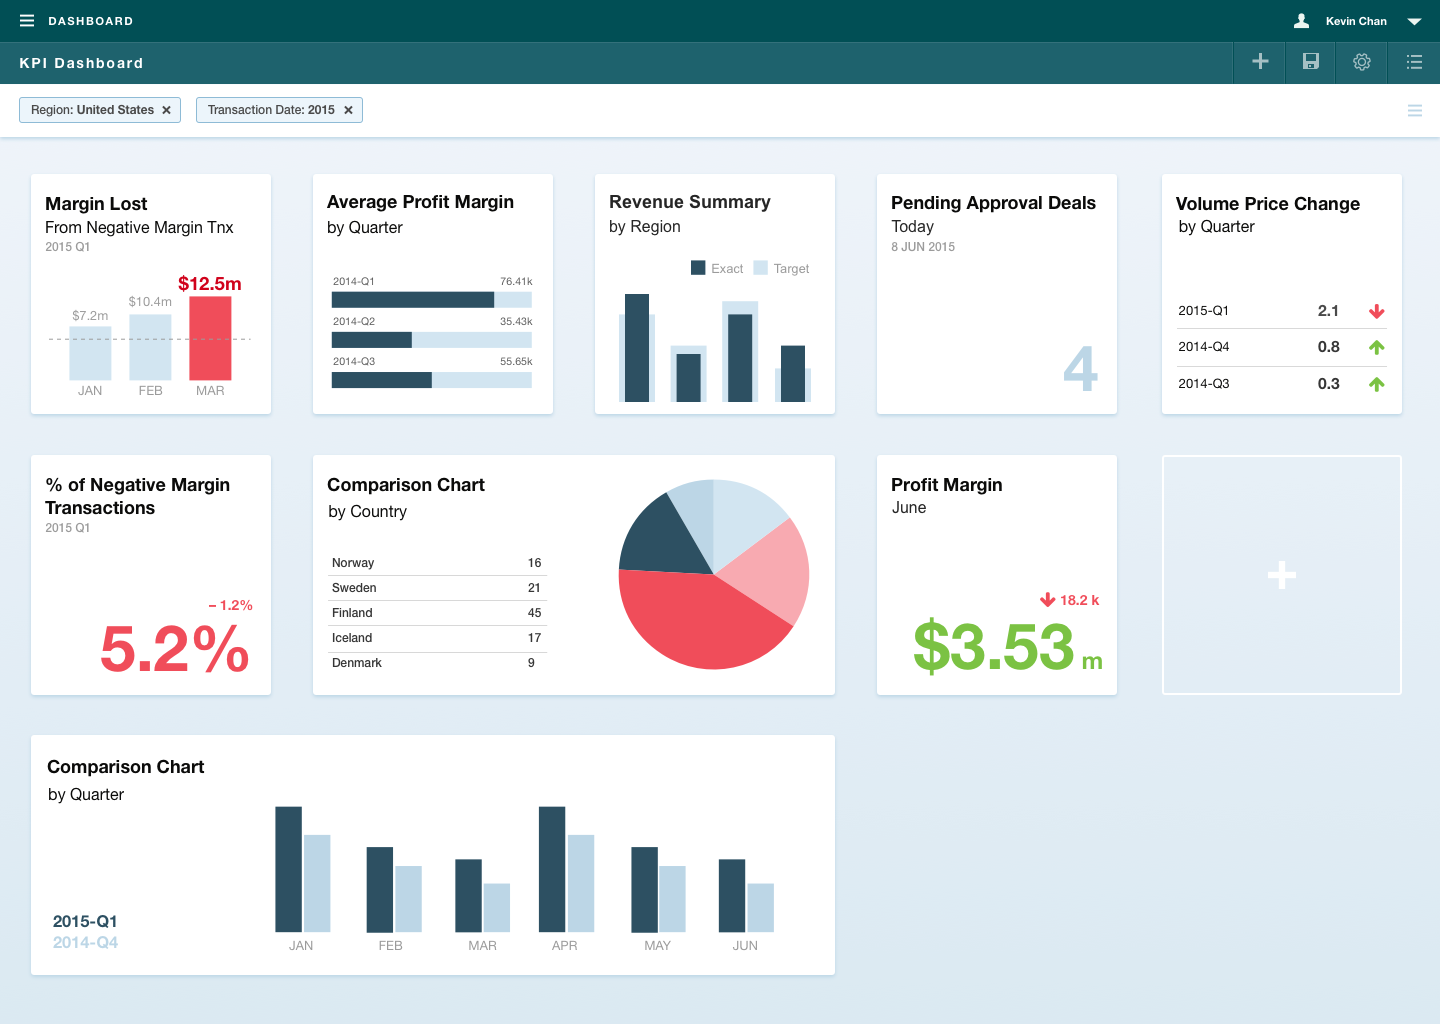 DASHBOARD
Kevin Chan
KPI Dashboard
Region: United States
Transaction Date: 2015
Margin Lost
From Negative Margin Tnx
2015 Q1
$12.5m
$10.4m
$7.2m
JAN FEB MAR
Average Profit Margin
by Quarter
2014-Q1 76.41k
2014-Q2 35.43k
2014-Q3 55.65k
Revenue Summary
by Region
Exact Target
Pending Approval Deals
Today
8 JUN 2015
4
Volume Price Change
by Quarter
2015-Q1 2.1
2014-Q4 0.8
2014-Q3 0.3
% of Negative Margin
Transactions
2015 Q1
– 1.2%
5.2%
Comparison Chart
by Country
Norway 16
Sweden 21
Finland 45
Iceland 17
Denmark 9
Profit Margin
June
18.2 k
$3.53 m
Comparison Chart
by Quarter
2015-Q1
2014-Q4
JAN FEB MAR APR MAY JUN